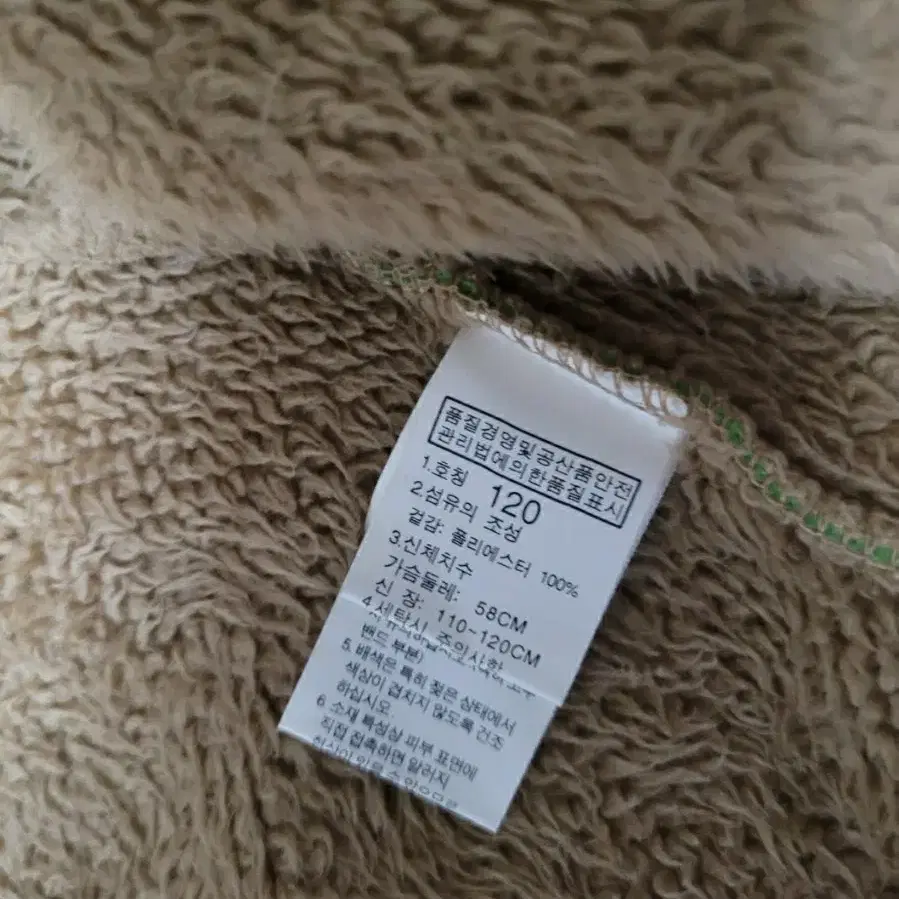 품질경영및공산품안전
관리법에의한품질표시
1.호칭 120
2.섬유의 조성
겉감: 폴리에스터 100%
3.신체치수
가슴둘레: 58CM
신 장: 110-120CM
4.세탁시 주의사항
밴드 부분)
5.배색은 특히 젖은 상태에서
색상이 겹치지 않도록 건조
하십시오.
6.소재 특성상 피부 표면에
직접 접촉하면 알러지